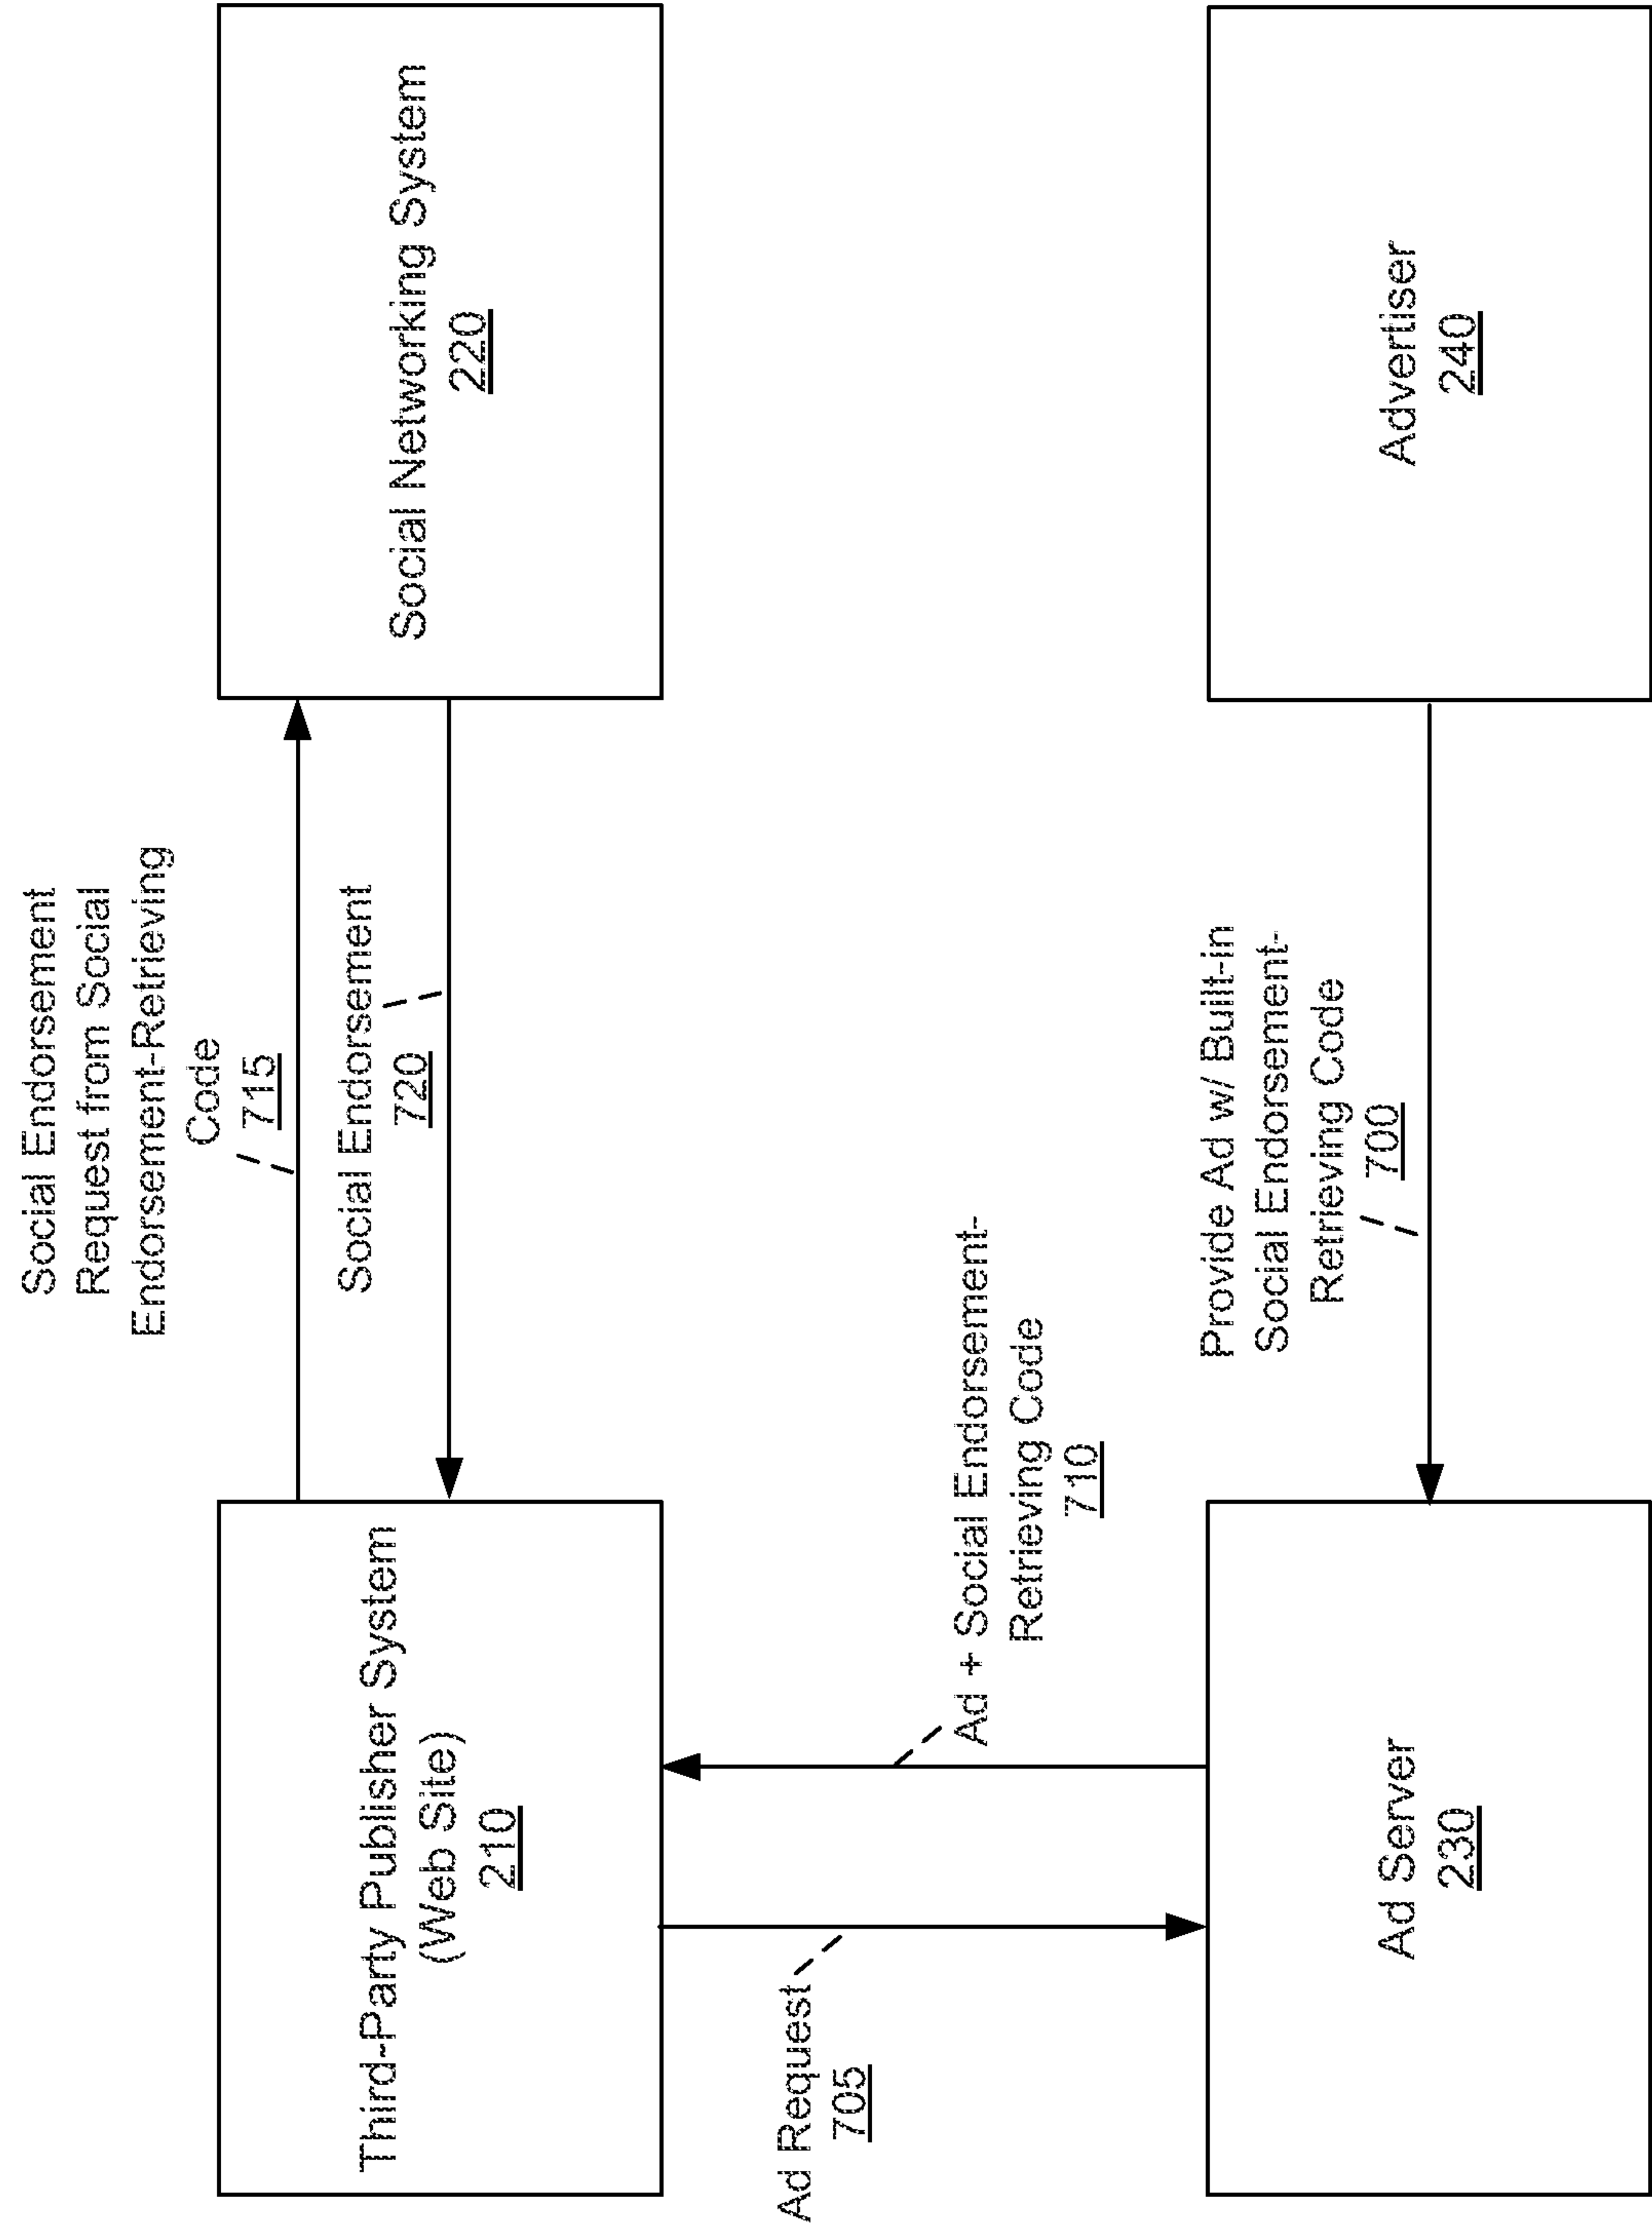 Social Endorsement
Request from Social
Endorsement-Retrieving
Code
715
Third-Party Publisher System
(Web Site)
210
Social Endorsement
720
Social Networking System
220
Ad Request
705
Ad + Social Endorsement-
Retrieving Code
710
Provide Ad w/ Built-in
Social Endorsement-
Retrieving Code
700
Ad Server
230
Advertiser
240